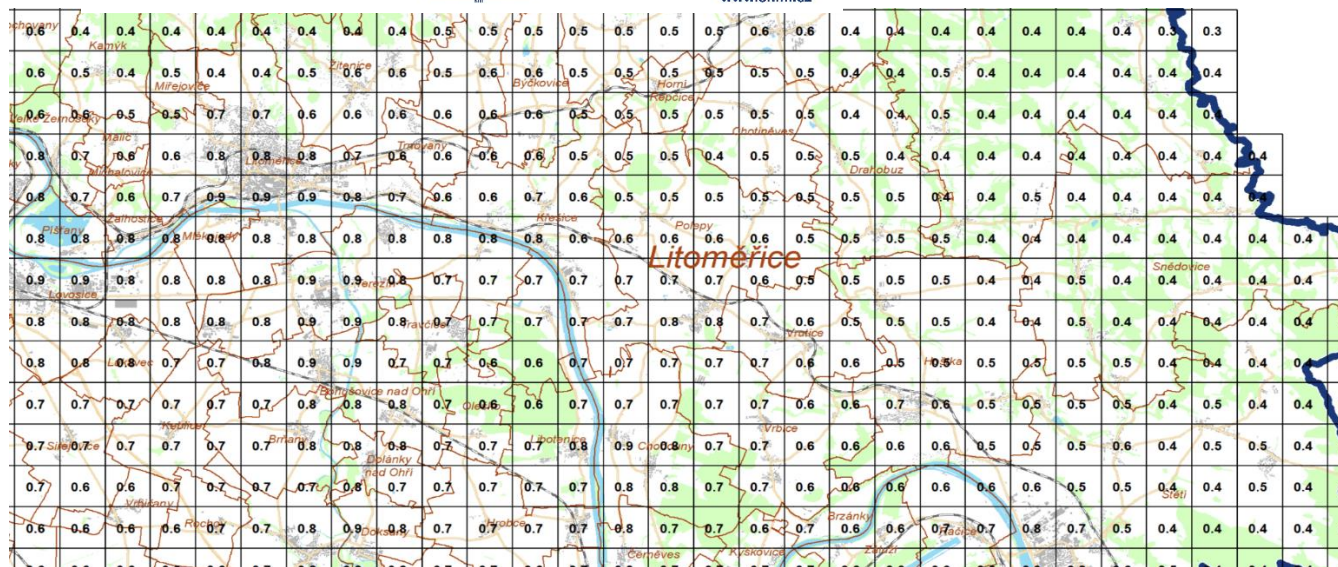 www.chmi.cz
0.6 0.4 0.4 0.4 0.4 0.4 0.4 0.4 0.4 0.5 0.5 0.5 0.5 0.5 0.5 0.5 0.6 0.6 0.4 0.4 0.4 0.4 0.4 0.4 0.4 0.3 0.3
Kamýk
Žitenice
0.6 0.5 0.4 0.5 0.4 0.4 0.5 0.6 0.6 0.5 0.6 0.6 0.5 0.5 0.5 0.5 0.5 0.5 0.4 0.4 0.4 0.4 0.4 0.4 0.4 0.4 0.4
Miřejovice Býčkovice Horní
Řepčice
0.6 0.6 0.5 0.5 0.7 0.7 0.6 0.6 0.6 0.6 0.6 0.5 0.5 0.5 0.5 0.5 0.5 0.5 0.4 0.4 0.4 0.4 0.4 0.4 0.4 0.4
Velké Žernoseky
Malíč Chotiněves
Trnovany
0.8 0.7 0.6 0.6 0.8 0.8 0.8 0.7 0.6 0.6 0.6 0.6 0.5 0.5 0.5 0.4 0.5 0.5 0.5 0.4 0.4 0.4 0.4 0.4 0.4 0.4 0.4 0.4
Michalovice Litoměřice Drahobuz
0.8 0.7 0.6 0.7 0.9 0.9 0.9 0.8 0.7 0.6 0.6 0.6 0.6 0.5 0.5 0.5 0.5 0.5 0.5 0.5 0.4 0.4 0.5 0.4 0.4 0.4 0.4 0.4
Žalhostice Křešice
Píšťany Polepy
0.8 0.8 0.8 0.8 0.8 0.8 0.8 0.8 0.8 0.8 0.8 0.8 0.6 0.6 0.6 0.6 0.6 0.5 0.5 0.5 0.5 0.4 0.4 0.4 0.4 0.4 0.4 0.4 0.4
Mlékojedy
Litoměřice
Snědovice
0.9 0.9 0.8 0.8 0.8 0.9 0.9 0.9 0.8 0.7 0.7 0.7 0.7 0.7 0.7 0.7 0.6 0.5 0.5 0.5 0.4 0.4 0.4 0.5 0.4 0.4 0.4 0.4 0.4
Lovosice
0.8 0.8 0.8 0.8 0.8 0.8 0.9 0.9 0.8 0.7 0.7 0.7 0.7 0.7 0.8 0.8 0.7 0.6 0.5 0.5 0.5 0.4 0.4 0.5 0.4 0.4 0.4 0.4 0.4
Travčice Vrutice
0.8 0.8 0.8 0.7 0.7 0.8 0.9 0.9 0.7 0.7 0.6 0.6 0.7 0.7 0.7 0.7 0.7 0.6 0.6 0.5 0.5 0.5 0.5 0.5 0.5 0.4 0.4 0.4 0.4
Lukavec Hoštka
Bohušovice nad Ohří
0.7 0.7 0.7 0.7 0.7 0.7 0.8 0.8 0.8 0.7 0.6 0.6 0.7 0.7 0.7 0.7 0.7 0.6 0.6 0.7 0.6 0.5 0.5 0.5 0.5 0.4 0.4 0.5 0.4
Oleško
Keblice Vrbice
0.7 0.7 0.7 0.7 0.7 0.7 0.7 0.8 0.8 0.7 0.7 0.7 0.8 0.9 0.8 0.7 0.7 0.6 0.6 0.6 0.6 0.5 0.5 0.5 0.6 0.4 0.5 0.5 0.4
Siřejovice Brňany Libotenice Chodouny
Dolánky
nad Ohří
0.7 0.7 0.6 0.7 0.7 0.7 0.7 0.8 0.7 0.7 0.7 0.7 0.7 0.8 0.8 0.7 0.7 0.7 0.6 0.6 0.6 0.6 0.6 0.5 0.5 0.4 0.4 0.5 0.4
Štětí
Brzánky
0.6 0.6 0.6 0.6 0.7 0.7 0.8 0.9 0.8 0.7 0.7 0.7 0.7 0.8 0.7 0.7 0.6 0.7 0.6 0.6 0.7 0.7 0.8 0.7 0.5 0.4 0.4 0.4 0.4
Rochov Doksany Hrobce Račice
Černěves Kyškovice Záluží